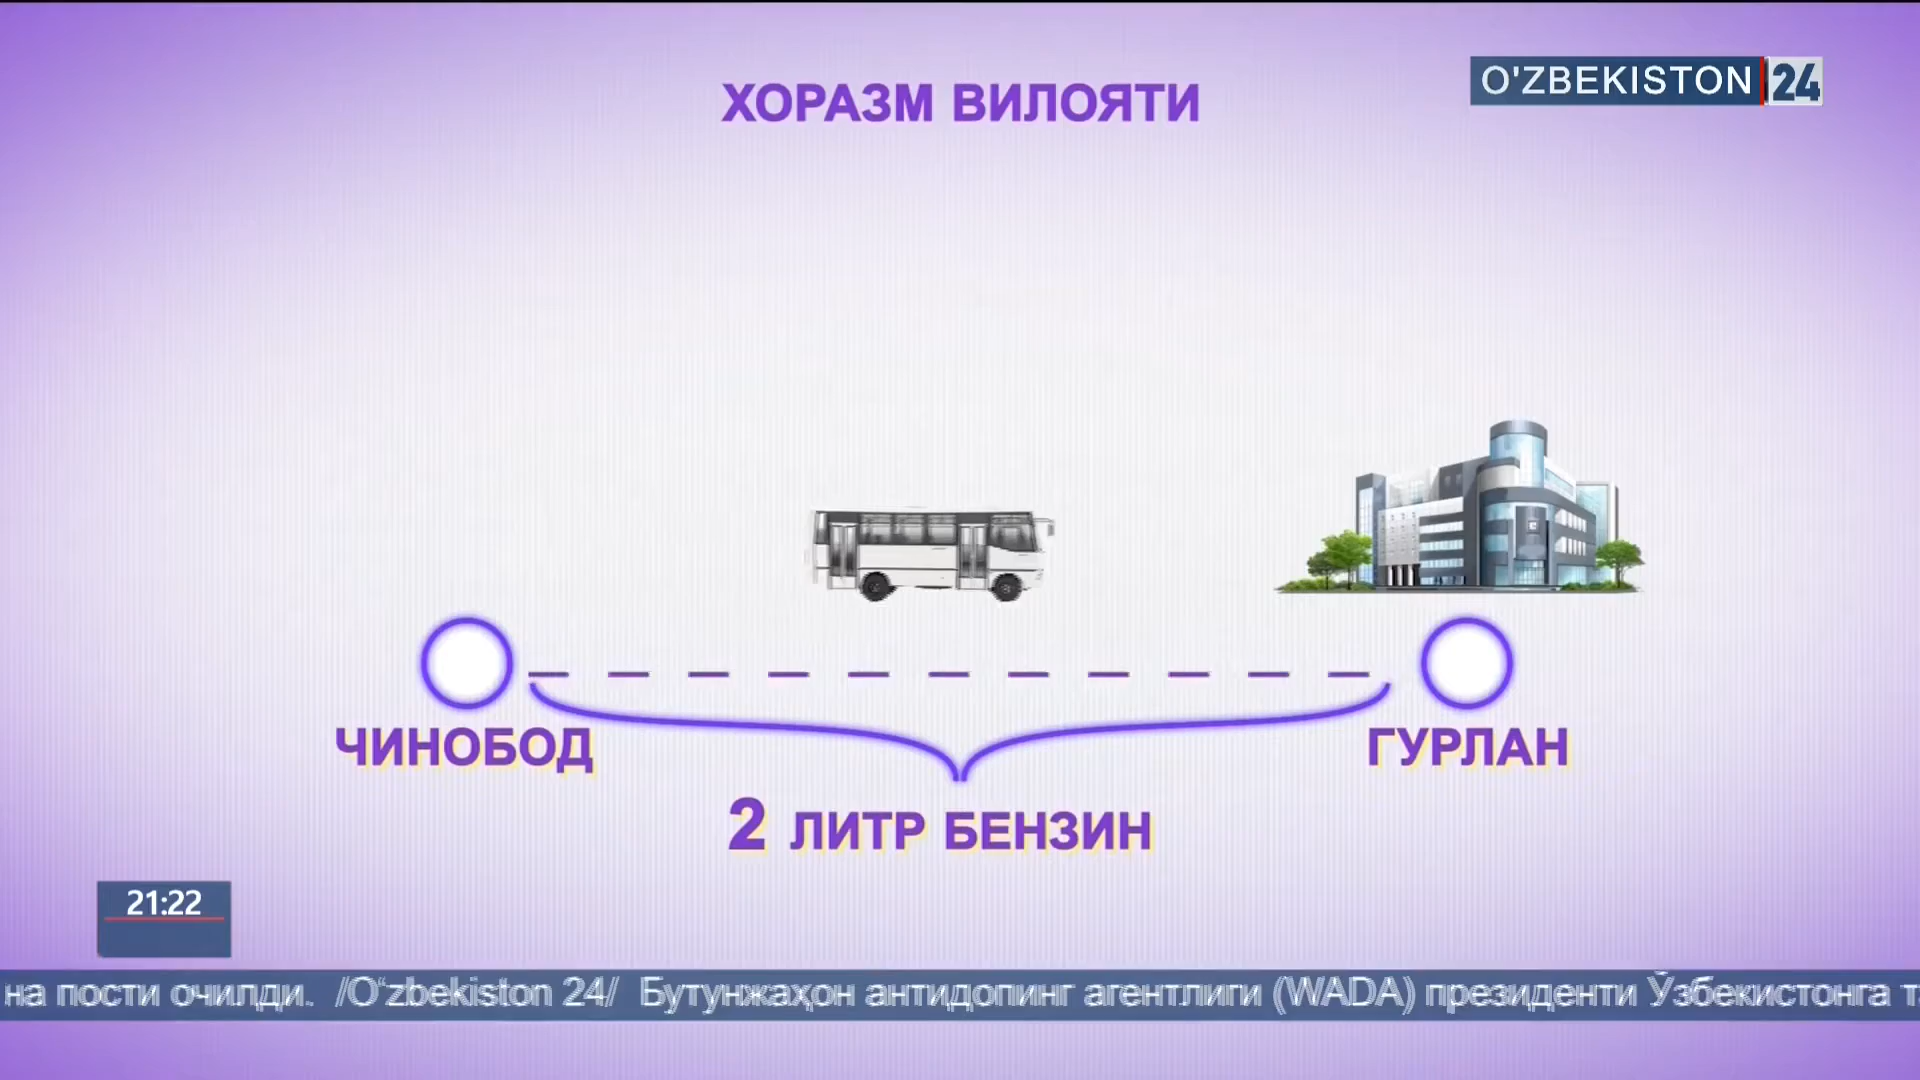 ХОРАЗМ ВИЛОЯТИ
O'ZBEKISTON 24
ЧИНОБОД
ГУРЛАН
2 ЛИТР БЕНЗИН
21:22
на пости очилди. /O‘zbekiston 24/ Бутунжаҳон антидопинг агентлиги (WADA) президенти Ўзбекистонга